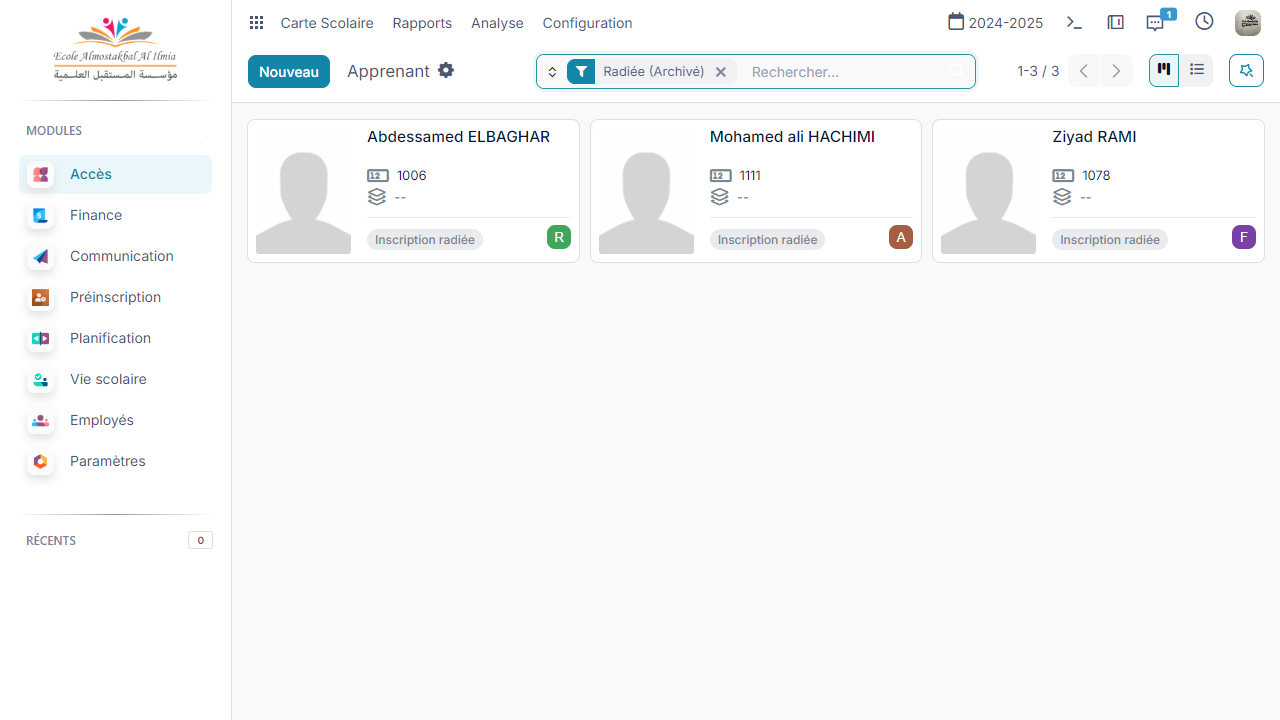 Ecole Almostakbal Al Ilmia
مؤسسة المستقبل العلمية
MODULES
Accès
Finance
Communication
Préinscription
Planification
Vie scolaire
Employés
Paramètres
RÉCENTS 0
Carte Scolaire Rapports Analyse Configuration 2024-2025 1
Nouveau Apprenant Radiée (Archivé) Rechercher... 1-3 / 3
Abdessamed ELBAGHAR
12 1006
--
Inscription radiée R
Mohamed ali HACHIMI
12 1111
--
Inscription radiée A
Ziyad RAMI
12 1078
--
Inscription radiée F